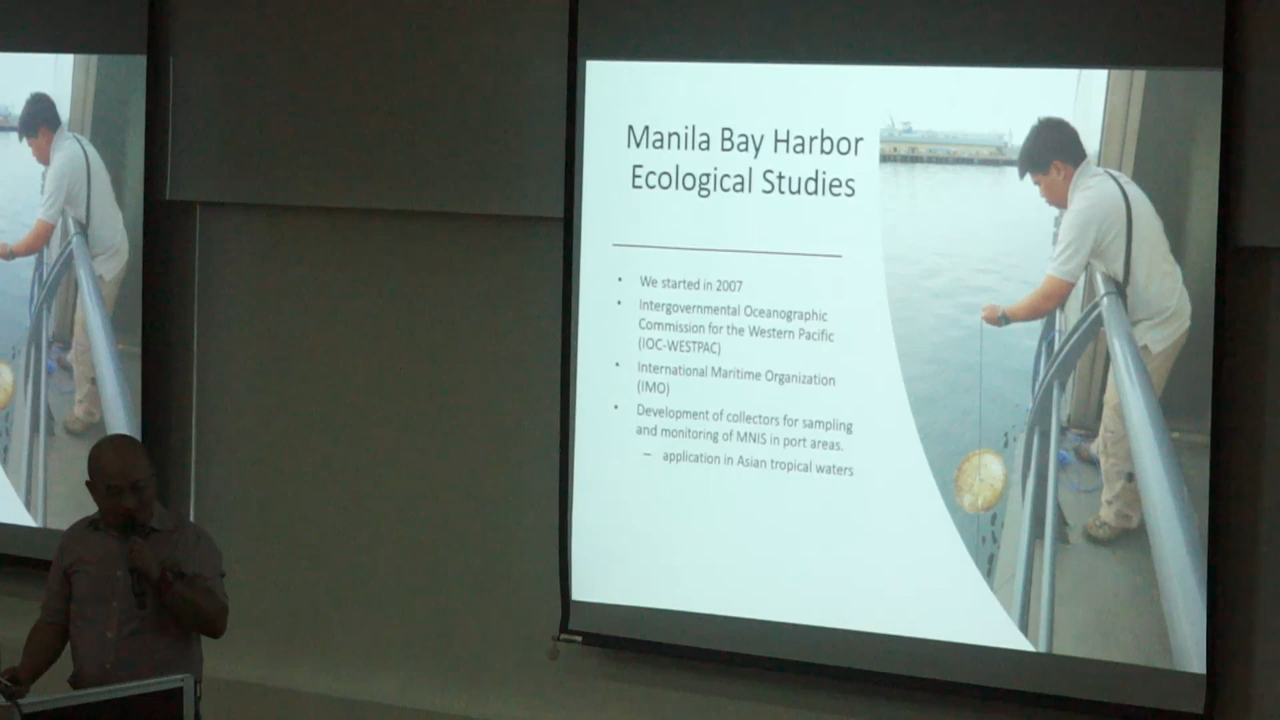 Manila Bay Harbor
Ecological Studies
• We started in 2007
• Intergovernmental Oceanographic
Commission for the Western Pacific
(IOC-WESTPAC)
• International Maritime Organization
(IMO)
• Development of collectors for sampling
and monitoring of MNIS in port areas.
– application in Asian tropical waters